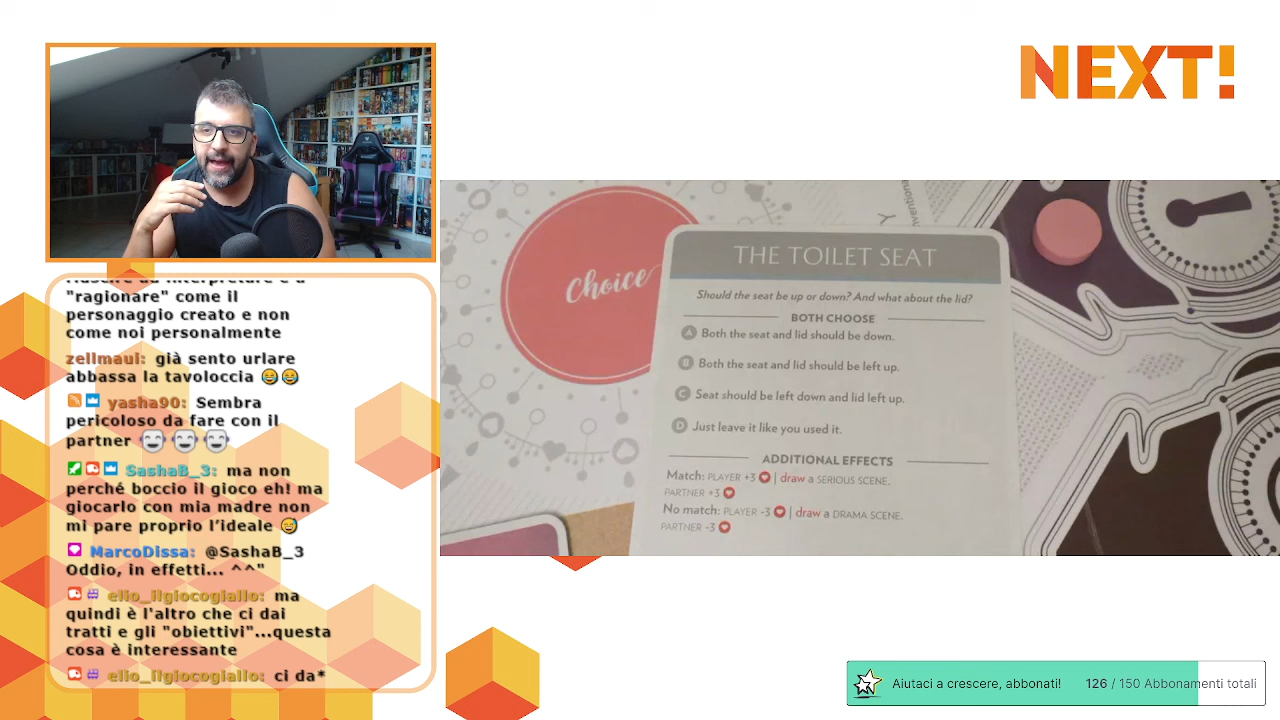 NEXT!
"ragionare" come il
personaggio creato e non
come noi personalmente
zellmaui: già sento urlare
abbassa la tavoloccia
yasha90: Sembra
pericoloso da fare con il
partner
SashaB_3: ma non
perché boccio il gioco eh! ma
giocarlo con mia madre non
mi pare proprio l'ideale
MarcoDissa: @SashaB_3
Oddio, in effetti... ^^"
elio_ilgiocogiallo: ma
quindi è l'altro che ci dai
tratti e gli "obiettivi"...questa
cosa è interessante
elio_ilgiocogiallo: ci da*
Choice
THE TOILET SEAT
Should the seat be up or down? And what about the lid?
BOTH CHOOSE
A Both the seat and lid should be down.
B Both the seat and lid should be left up.
C Seat should be left down and lid left up.
D Just leave it like you used it.
ADDITIONAL EFFECTS
Match: PLAYER +3 | draw a SERIOUS SCENE.
PARTNER +3
No match: PLAYER -3 | draw a DRAMA SCENE.
PARTNER -3
Aiutaci a crescere, abbonati! 126 / 150 Abbonamenti totali